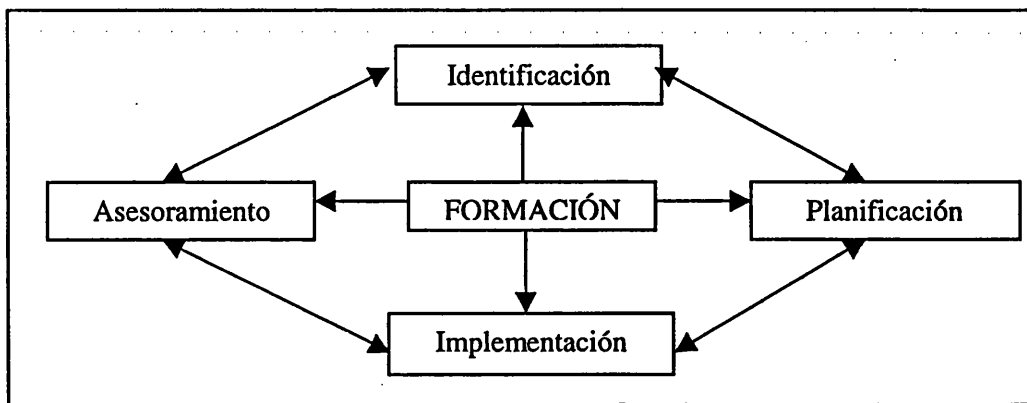 Identificación
Asesoramiento
FORMACIÓN
Planificación
Implementación